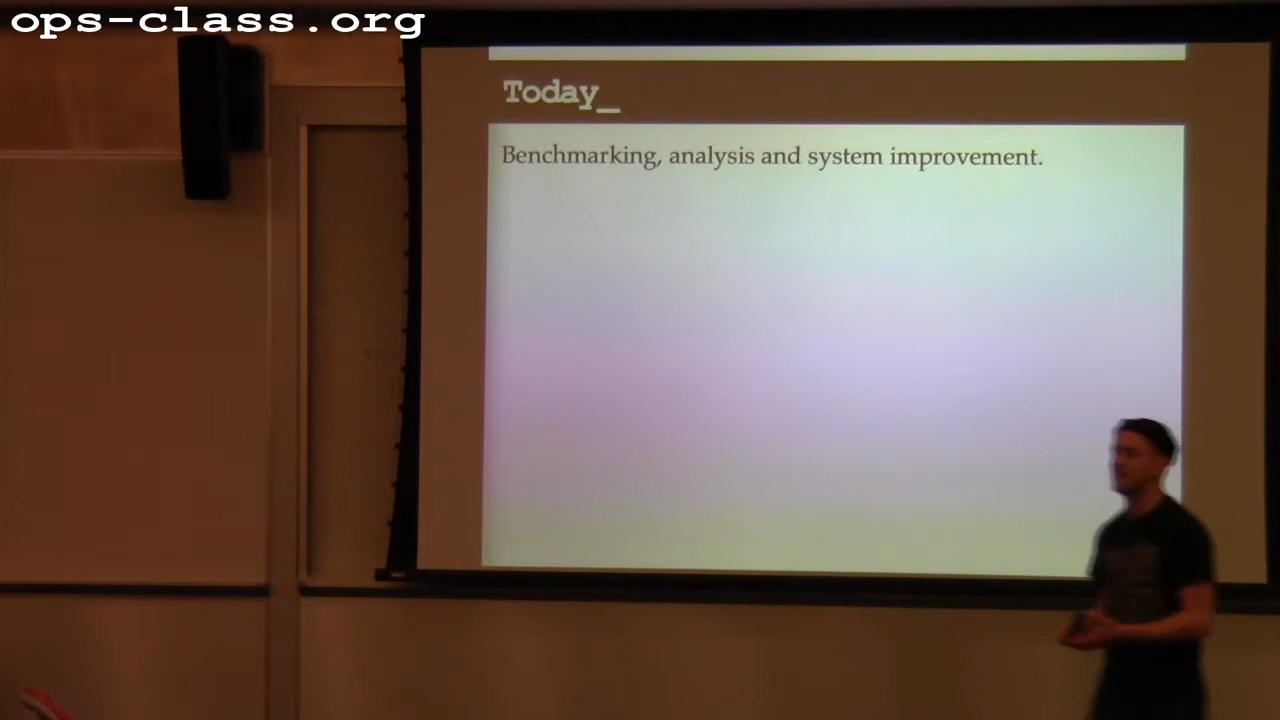 ops-class.org
Today_
Benchmarking, analysis and system improvement.